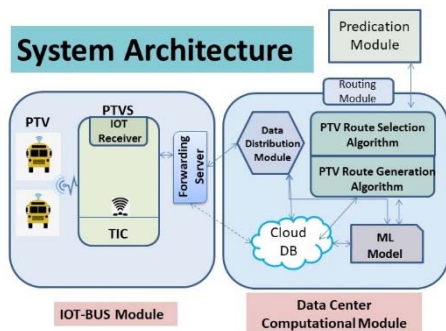 System Architecture
Predication
Module
Routing
Module
PTV
PTVS
IOT
Receiver
TIC
Forwarding
Server
Data
Distribution
Module
PTV Route Selection
Algorithm
PTV Route Generation
Algorithm
Cloud
DB
ML
Model
IOT-BUS Module
Data Center
Computational Module